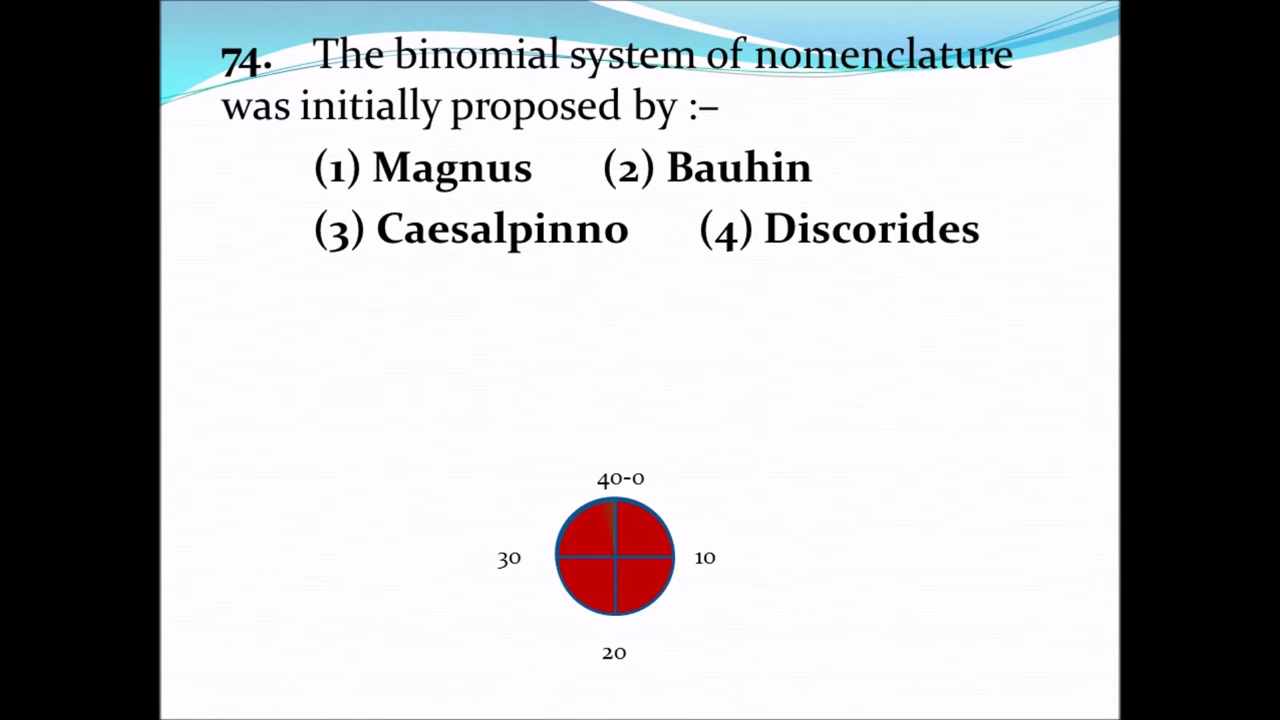 74. The binomial system of nomenclature
was initially proposed by :–
(1) Magnus (2) Bauhin
(3) Caesalpinno (4) Discorides
40-0
30 10
20